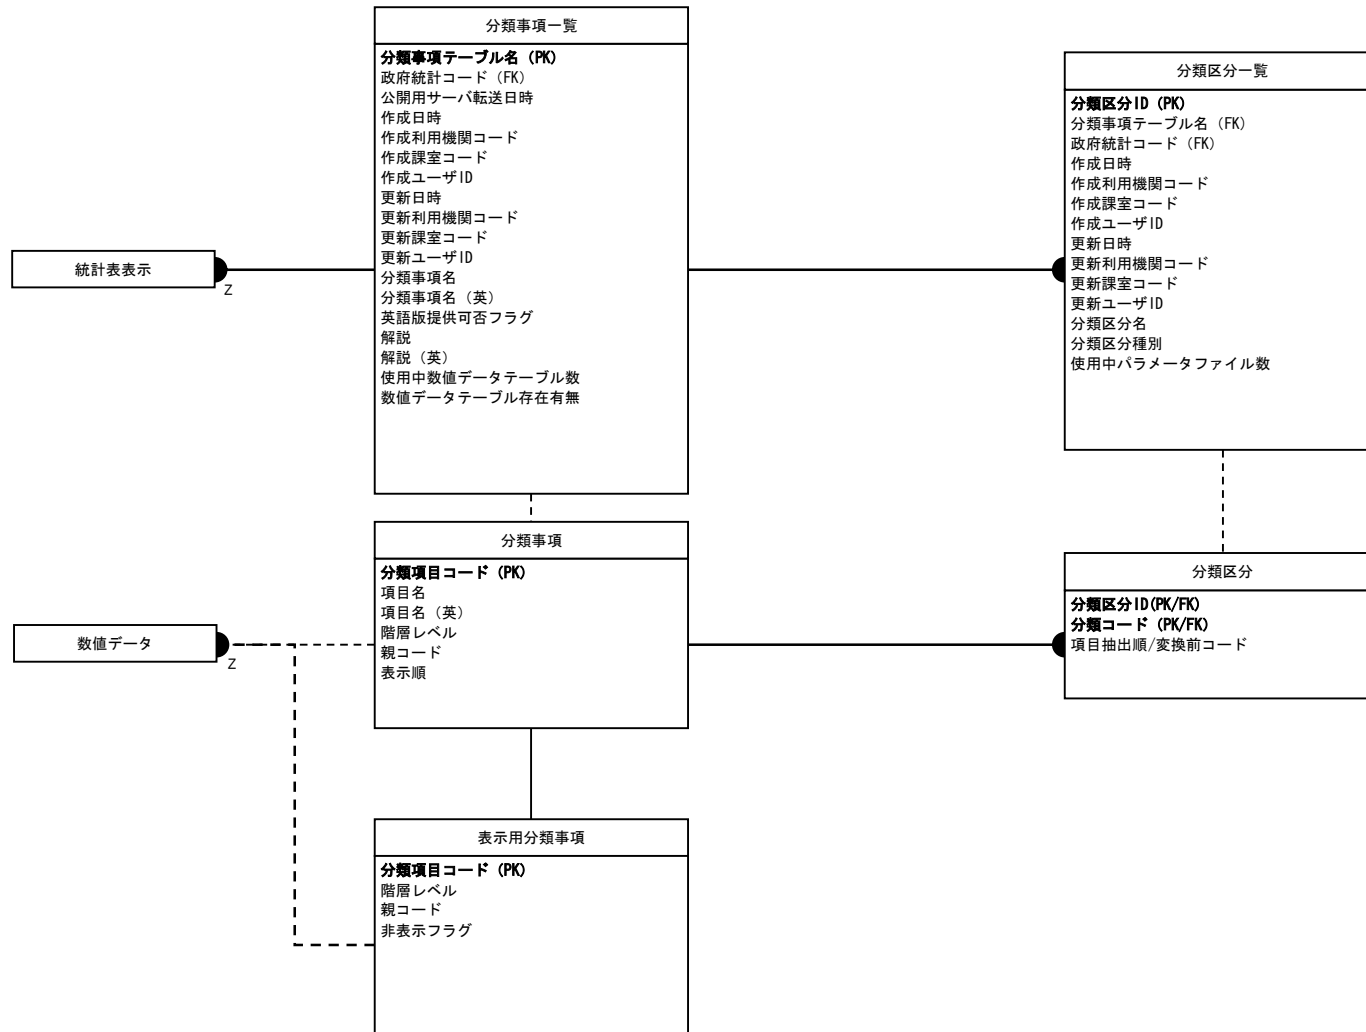 分類事項一覧
分類事項テーブル名 (PK)
政府統計コード (FK)
公開用サーバ転送日時
作成日時
作成利用機関コード
作成課室コード
作成ユーザID
更新日時
更新利用機関コード
更新課室コード
更新ユーザID
分類事項名
分類事項名 (英)
英語版提供可否フラグ
解説
解説 (英)
使用中数値データテーブル数
数値データテーブル存在有無
分類区分一覧
分類区分ID (PK)
分類事項テーブル名 (FK)
政府統計コード (FK)
作成日時
作成利用機関コード
作成課室コード
作成ユーザID
更新日時
更新利用機関コード
更新課室コード
更新ユーザID
分類区分名
分類区分種別
使用中パラメータファイル数
統計表表示
Z
分類事項
分類項目コード (PK)
項目名
項目名 (英)
階層レベル
親コード
表示順
分類区分
分類区分ID(PK/FK)
分類コード (PK/FK)
項目抽出順/変換前コード
数値データ
Z
表示用分類事項
分類項目コード (PK)
階層レベル
親コード
非表示フラグ